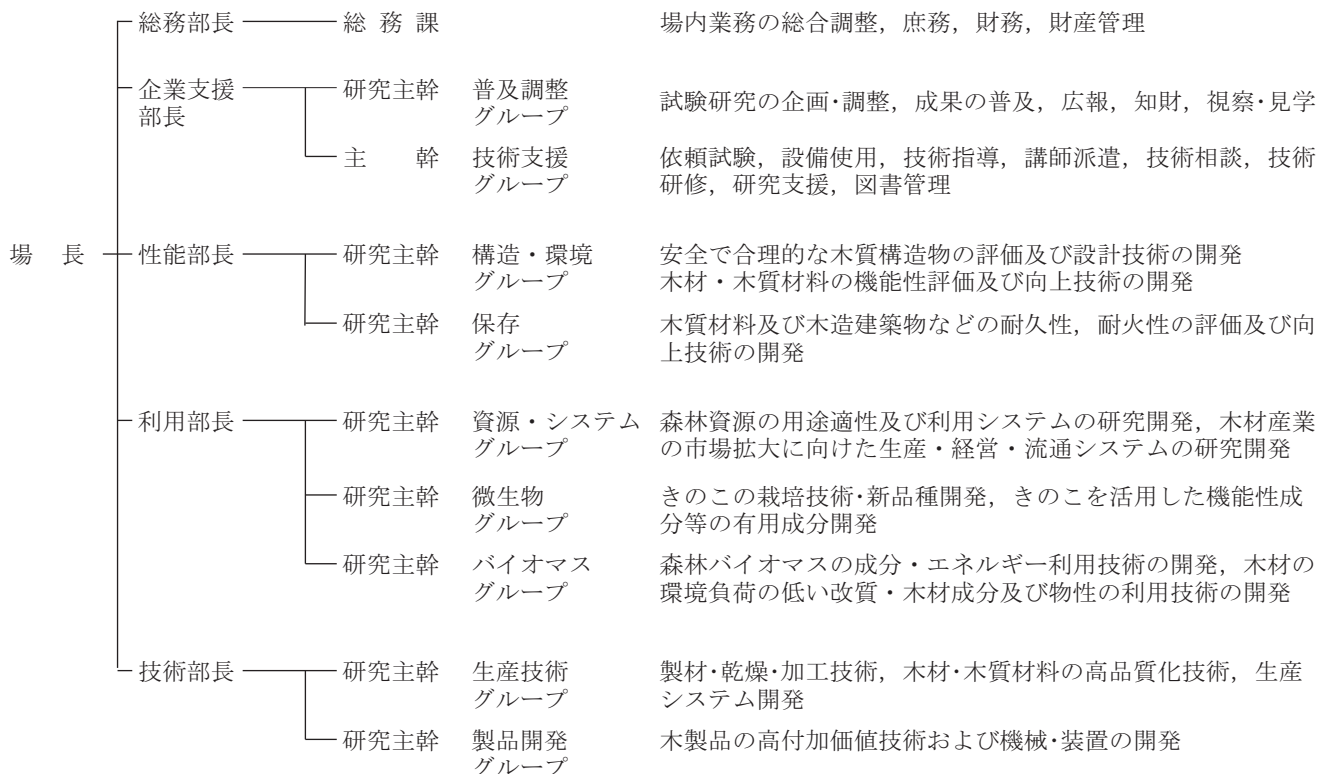 総務部長 総務課 場内業務の総合調整，庶務，財務，財産管理
企業支援部長 研究主幹 普及調整グループ 試験研究の企画・調整，成果の普及，広報，知財，視察・見学
主幹 技術支援グループ 依頼試験，設備使用，技術指導，講師派遣，技術相談，技術
研修，研究支援，図書管理
場長 性能部長 研究主幹 構造・環境グループ 安全で合理的な木質構造物の評価及び設計技術の開発
木材・木質材料の機能性評価及び向上技術の開発
研究主幹 保存グループ 木質材料及び木造建築物などの耐久性，耐火性の評価及び向
上技術の開発
利用部長 研究主幹 資源・システムグループ 森林資源の用途適性及び利用システムの研究開発，木材産業
の市場拡大に向けた生産・経営・流通システムの研究開発
研究主幹 微生物グループ きのこの栽培技術・新品種開発，きのこを活用した機能性成
分等の有用成分開発
研究主幹 バイオマスグループ 森林バイオマスの成分・エネルギー利用技術の開発，木材の
環境負荷の低い改質・木材成分及び物性の利用技術の開発
技術部長 研究主幹 生産技術グループ 製材・乾燥・加工技術，木材・木質材料の高品質化技術，生産
システム開発
研究主幹 製品開発グループ 木製品の高付加価値技術および機械・装置の開発